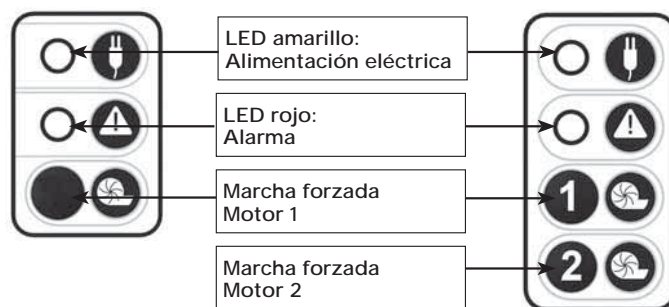 LED amarillo:
Alimentación eléctrica
LED rojo:
Alarma
Marcha forzada
Motor 1
1
Marcha forzada
Motor 2
2